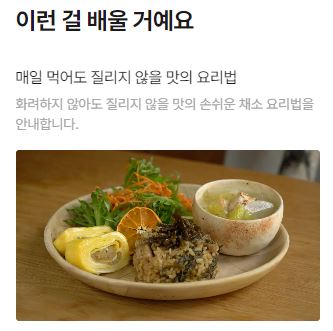 이런 걸 배울 거예요
매일 먹어도 질리지 않을 맛의 요리법
화려하지 않아도 질리지 않을 맛의 손쉬운 채소 요리법을
안내합니다.